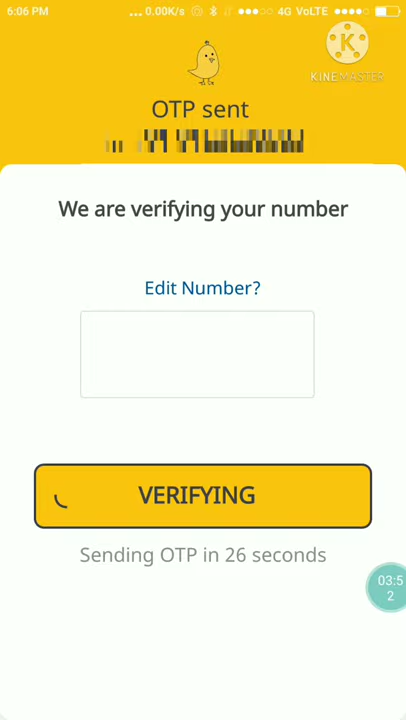 6:06 PM ... 0.00K/s 4G VoLTE
K
KINEMASTER
OTP sent
We are verifying your number
Edit Number?
VERIFYING
Sending OTP in 26 seconds
03:5
2